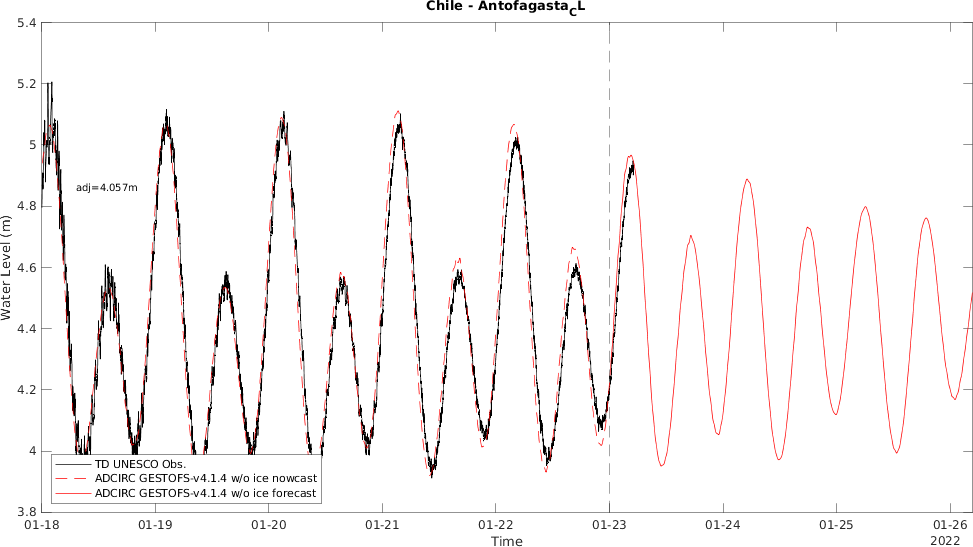 Chile - Antofagasta_CL
5.4
5.2
5
4.8
4.6
4.4
4.2
4
3.8
Water Level (m)
adj=4.057m
TD UNESCO Obs.
ADCIRC GESTOFS-v4.1.4 w/o ice nowcast
ADCIRC GESTOFS-v4.1.4 w/o ice forecast
01-18 01-19 01-20 01-21 01-22 01-23 01-24 01-25 01-26
Time 2022